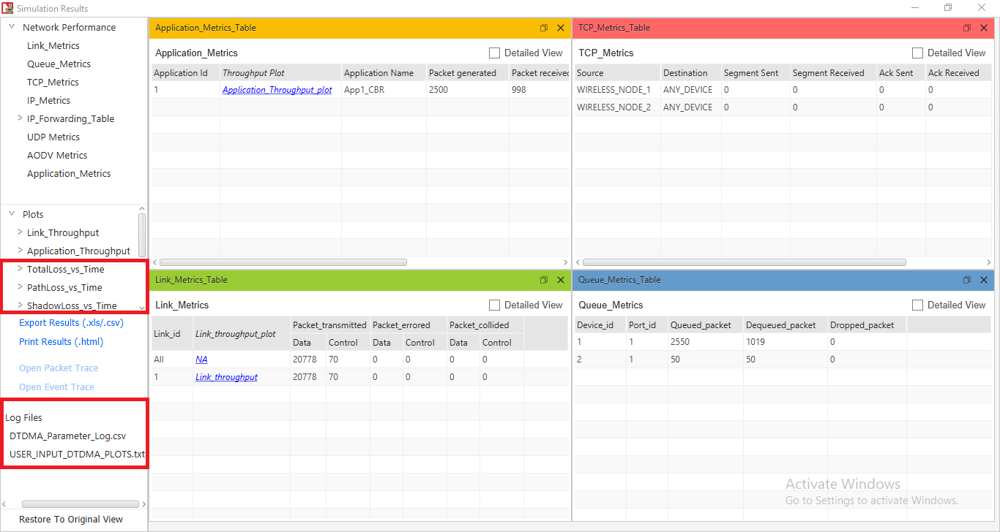 Simulation Results
Network Performance
Link_Metrics
Queue_Metrics
TCP_Metrics
IP_Metrics
IP_Forwarding_Table
UDP Metrics
AODV Metrics
Application_Metrics
Plots
Link_Throughput
Application_Throughput
TotalLoss_vs_Time
PathLoss_vs_Time
ShadowLoss_vs_Time
Export Results (.xls/.csv)
Print Results (.html)
Open Packet Trace
Open Event Trace
Log Files
DTDMA_Parameter_Log.csv
USER_INPUT_DTDMA_PLOTS.txt
Restore To Original View
Application_Metrics_Table
Application_Metrics Detailed View
Application Id Throughput Plot Application Name Packet generated Packet received
1 Application_Throughput_plot App1_CBR 2500 998
TCP_Metrics_Table
TCP_Metrics Detailed View
Source Destination Segment Sent Segment Received Ack Sent Ack Received
WIRELESS_NODE_1 ANY_DEVICE 0 0 0 0
WIRELESS_NODE_2 ANY_DEVICE 0 0 0 0
Link_Metrics_Table
Link_Metrics Detailed View
Link_id Link_throughput_plot Packet_transmitted Packet_errored Packet_collided
Data Control Data Control Data Control
All NA 20778 70 0 0 0 0
1 Link_throughput 20778 70 0 0 0 0
Queue_Metrics_Table
Queue_Metrics Detailed View
Device_id Port_id Queued_packet Dequeued_packet Dropped_packet
1 1 2550 1019 0
2 1 50 50 0
Activate Windows
Go to Settings to activate Windows.